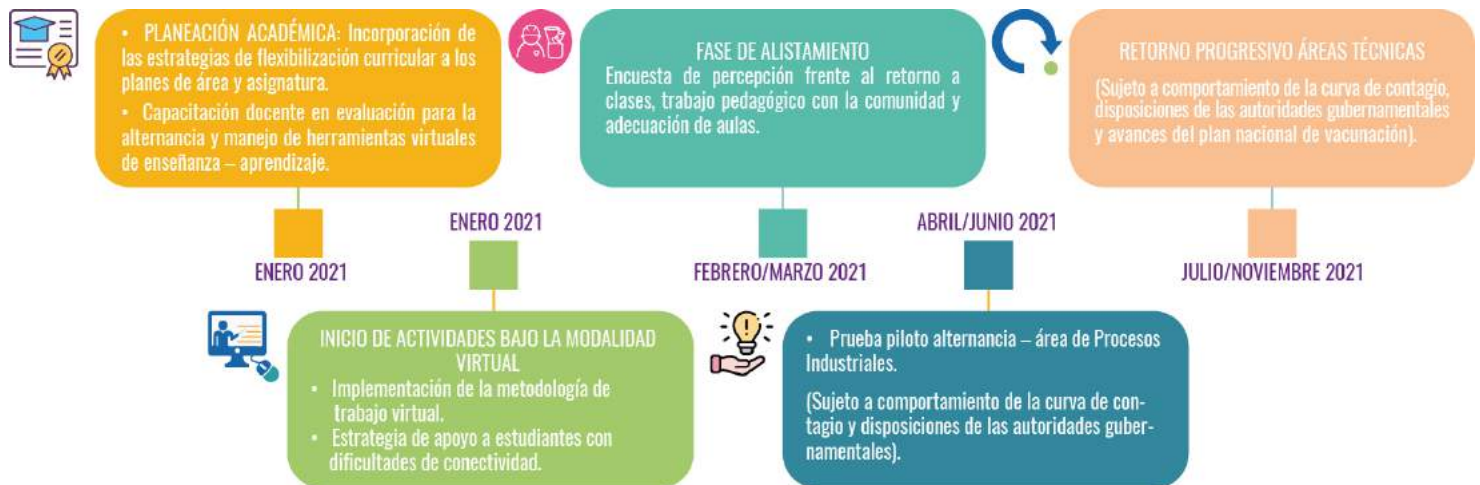 • PLANEACIÓN ACADÉMICA: Incorporación de
las estrategias de flexibilización curricular a los
planes de área y asignatura.
• Capacitación docente en evaluación para la
alternancia y manejo de herramientas virtuales
de enseñanza – aprendizaje.
ENERO 2021
ENERO 2021
INICIO DE ACTIVIDADES BAJO LA MODALIDAD
VIRTUAL
• Implementación de la metodología de
trabajo virtual.
• Estrategia de apoyo a estudiantes con
dificultades de conectividad.
FASE DE ALISTAMIENTO
Encuesta de percepción frente al retorno a
clases, trabajo pedagógico con la comunidad y
adecuación de aulas.
FEBRERO/MARZO 2021
ABRIL/JUNIO 2021
• Prueba piloto alternancia – área de Procesos
Industriales.
(Sujeto a comportamiento de la curva de con-
tagio y disposiciones de las autoridades guber-
namentales).
RETORNO PROGRESIVO ÁREAS TÉCNICAS
(Sujeto a comportamiento de la curva de contagio,
disposiciones de las autoridades gubernamentales
y avances del plan nacional de vacunación).
JULIO/NOVIEMBRE 2021